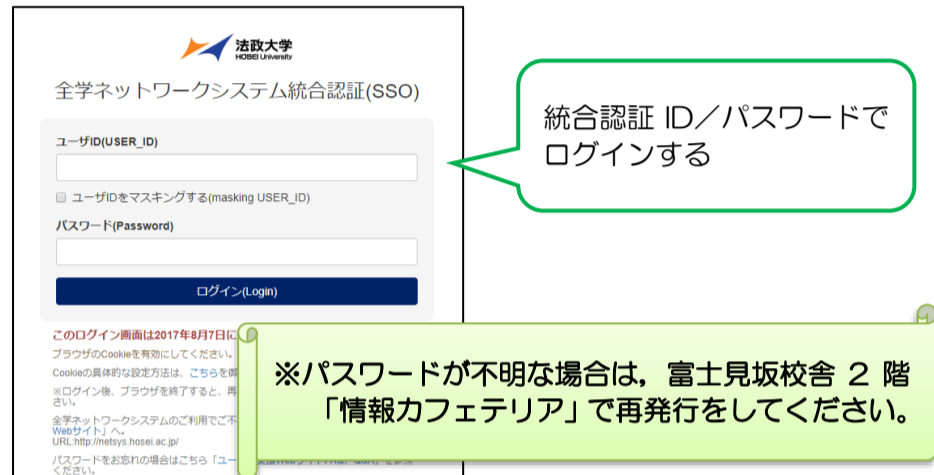 法政大学
HOSEI University
全学ネットワークシステム統合認証(SSO)
ユーザID(USER_ID)
ユーザIDをマスキングする(masking USER_ID)
パスワード(Password)
ログイン(Login)
このログイン画面は2017年8月7日に
ブラウザのCookieを有効にしてください。
Cookieの具体的な設定方法は、こちらを御
※ログイン後、ブラウザを終了すると、再
さい。
全学ネットワークシステムのご利用でご不
Webサイト」へ。
URL:http://netsys.hosei.ac.jp/
パスワードをお忘れの場合はこちら「ユー
ください。
統合認証 ID／パスワードで
ログインする
※パスワードが不明な場合は，富士見坂校舎 2 階
「情報カフェテリア」で再発行をしてください。